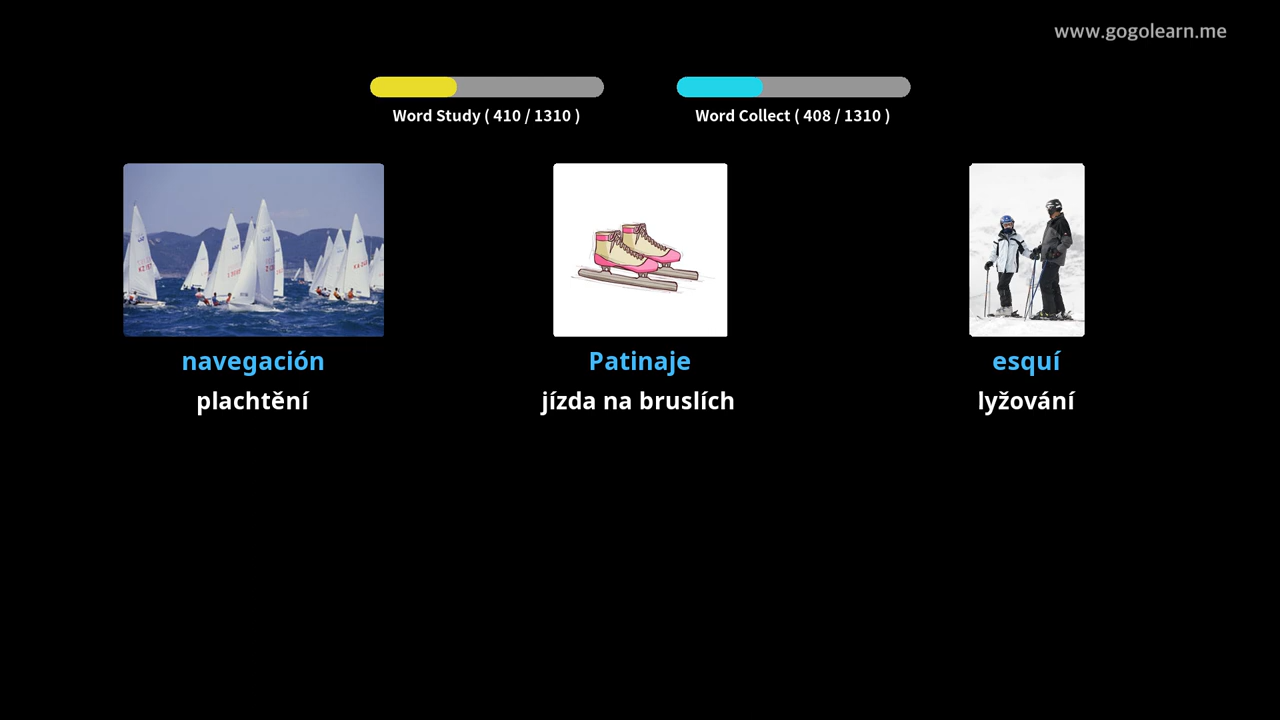 www.gogolearn.me
Word Study ( 410 / 1310 )
Word Collect ( 408 / 1310 )
navegación
plachtění
Patinaje
jízda na bruslích
esquí
lyžování